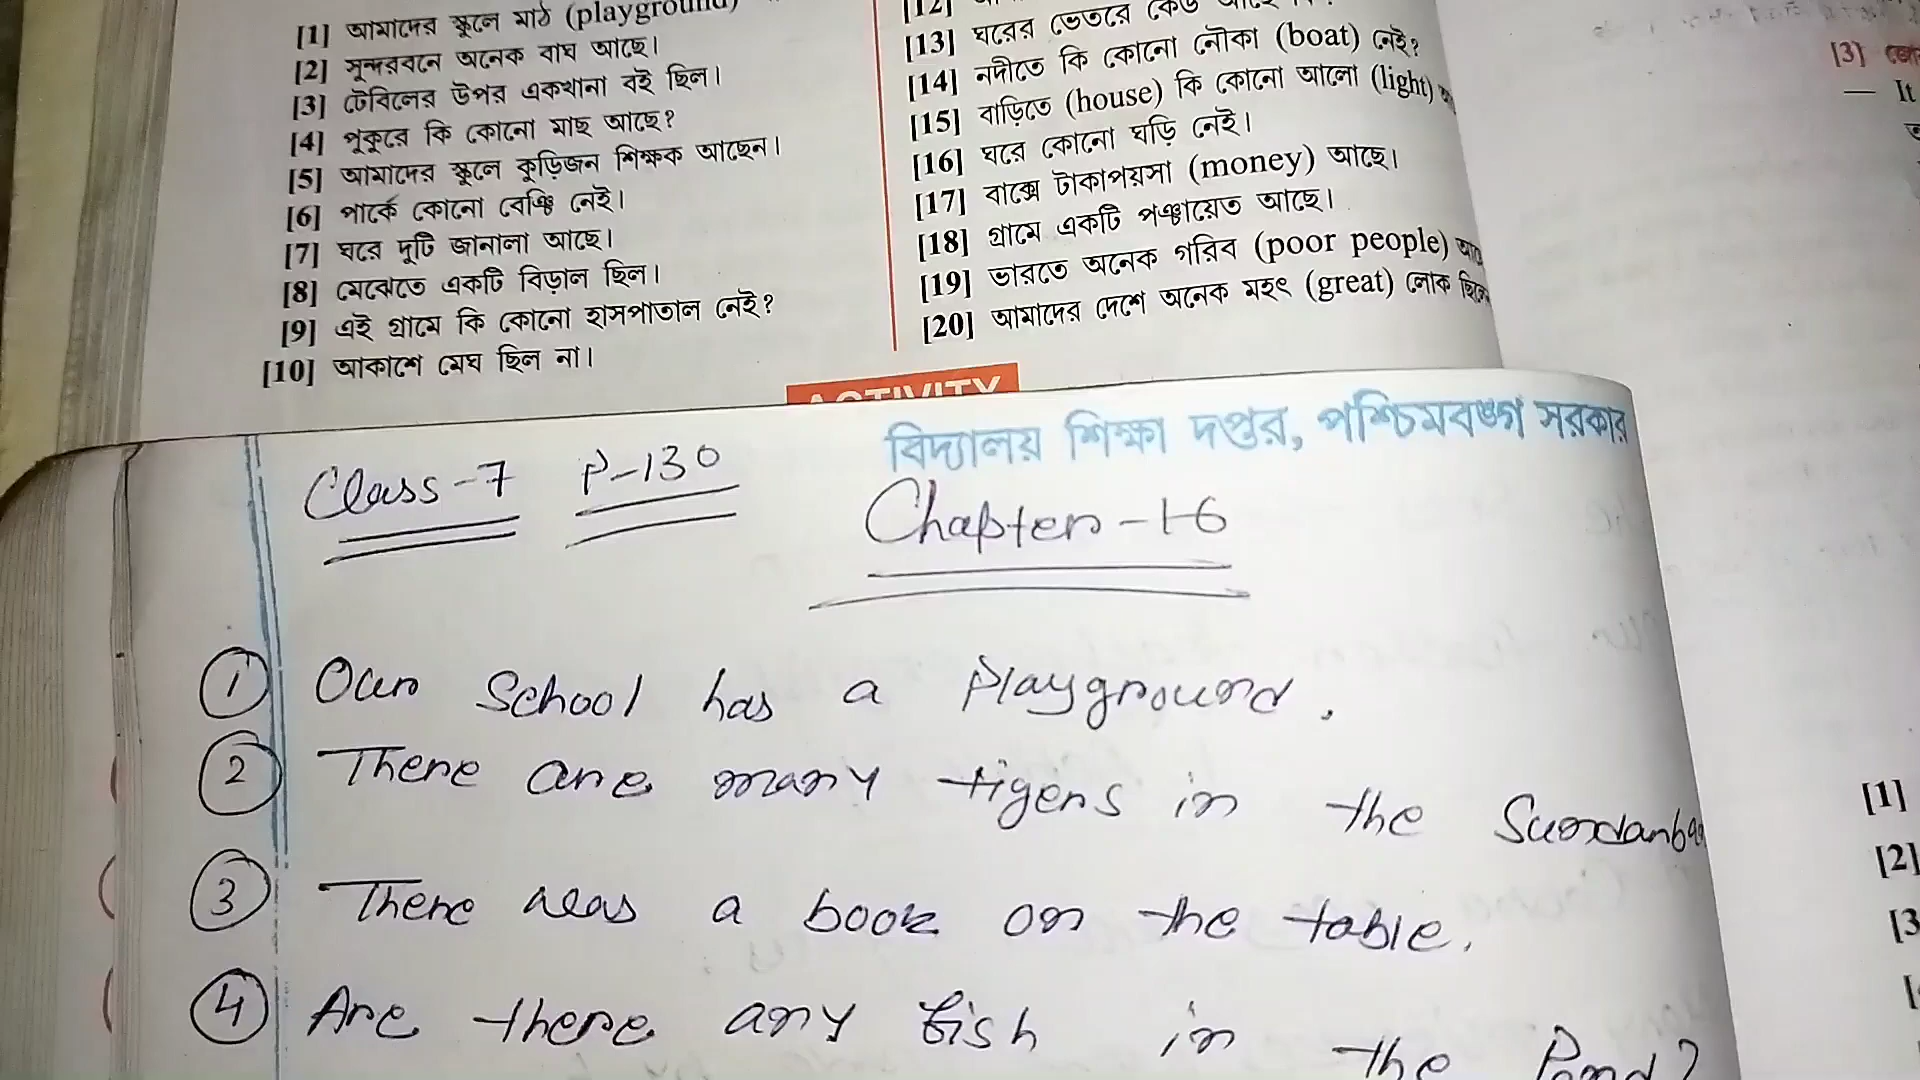 [1] আমাদের স্কুলে মাঠ (playground)
[2] সুন্দরবনে অনেক বাঘ আছে।
[3] টেবিলের উপর একখানা বই ছিল।
[4] পুকুরে কি কোনো মাছ আছে?
[5] আমাদের স্কুলে কুড়িজন শিক্ষক আছেন।
[6] পার্কে কোনো বেঞ্চি নেই।
[7] ঘরে দুটি জানালা আছে।
[8] মেঝেতে একটি বিড়াল ছিল।
[9] এই গ্রামে কি কোনো হাসপাতাল নেই?
[10] আকাশে মেঘ ছিল না।
[12]
[13] ঘরের ভেতরে কেউ আছে কি?
[14] নদীতে কি কোনো নৌকা (boat) নেই?
[15] বাড়িতে (house) কি কোনো আলো (light)
[16] ঘরে কোনো ঘড়ি নেই।
[17] বাক্সে টাকাপয়সা (money) আছে।
[18] গ্রামে একটি পঞ্চায়েত আছে।
[19] ভারতে অনেক গরিব (poor people)
[20] আমাদের দেশে অনেক মহৎ (great) লোক
ACTIVITY
[3]
— It
বিদ্যালয় শিক্ষা দপ্তর, পশ্চিমবঙ্গ সরকার
Class-7 P-130
Chapter-16
1 Our School has a Playground.
2 There are many tigers in the
3 There was a book on the table.
4 Are there any fish in the Pond?
[1]
[2]
[3